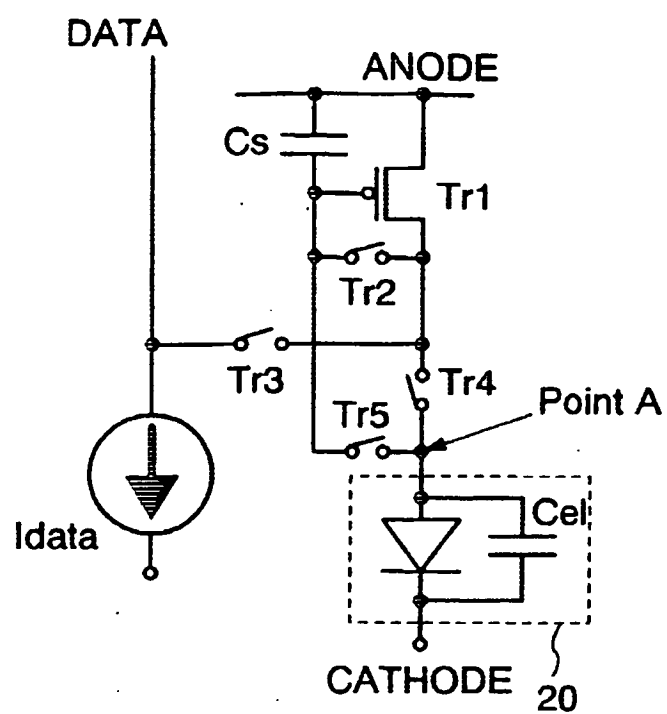 DATA
ANODE
Cs
Tr1
Tr2
Tr3
Tr4
Tr5
Point A
Idata
Cel
CATHODE
20